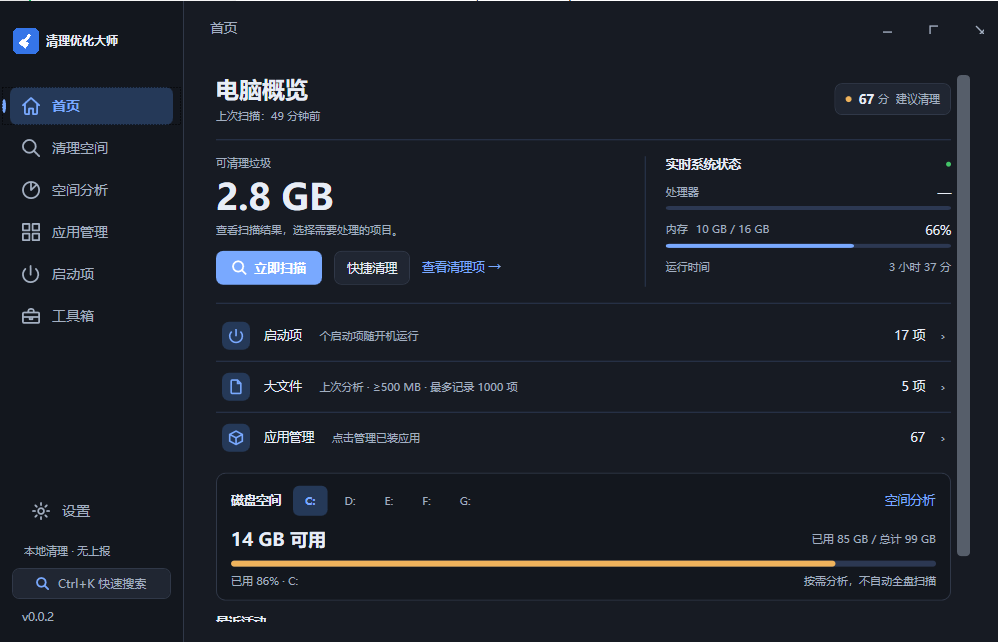 清理优化大师
首页
清理空间
空间分析
应用管理
启动项
工具箱
设置
本地清理 · 无上报
Ctrl+K 快速搜索
v0.0.2
首页
电脑概览
上次扫描：49 分钟前
67 分 建议清理
可清理垃圾
2.8 GB
查看扫描结果，选择需要处理的项目。
立即扫描
快捷清理
查看清理项 →
实时系统状态
处理器 —
内存 10 GB / 16 GB 66%
运行时间 3 小时 37 分
启动项 个启动项随开机运行 17 项 ›
大文件 上次分析 · ≥500 MB · 最多记录 1000 项 5 项 ›
应用管理 点击管理已装应用 67 ›
磁盘空间 C: D: E: F: G: 空间分析
14 GB 可用 已用 85 GB / 总计 99 GB
已用 86% · C: 按需分析，不自动全盘扫描
最近活动